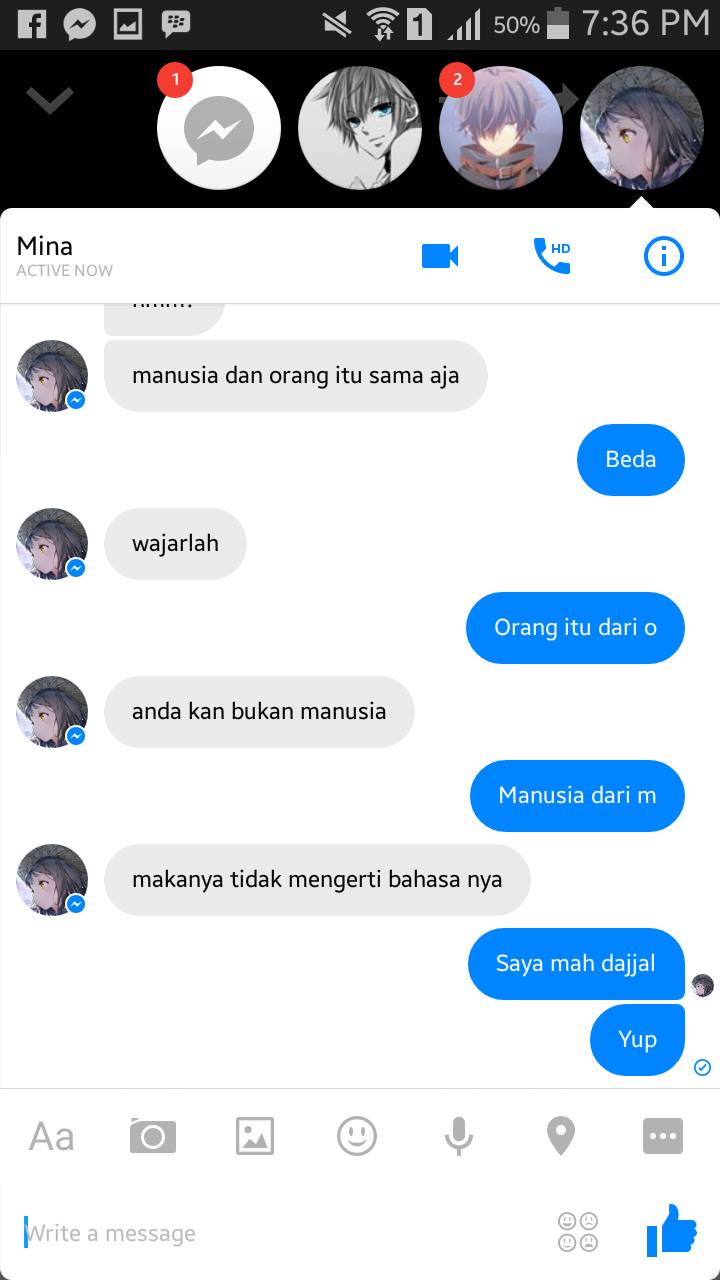 1 50% 7:36 PM
1 2
Mina
ACTIVE NOW
HD
manusia dan orang itu sama aja
Beda
wajarlah
Orang itu dari o
anda kan bukan manusia
Manusia dari m
makanya tidak mengerti bahasa nya
Saya mah dajjal
Yup
Aa
Write a message